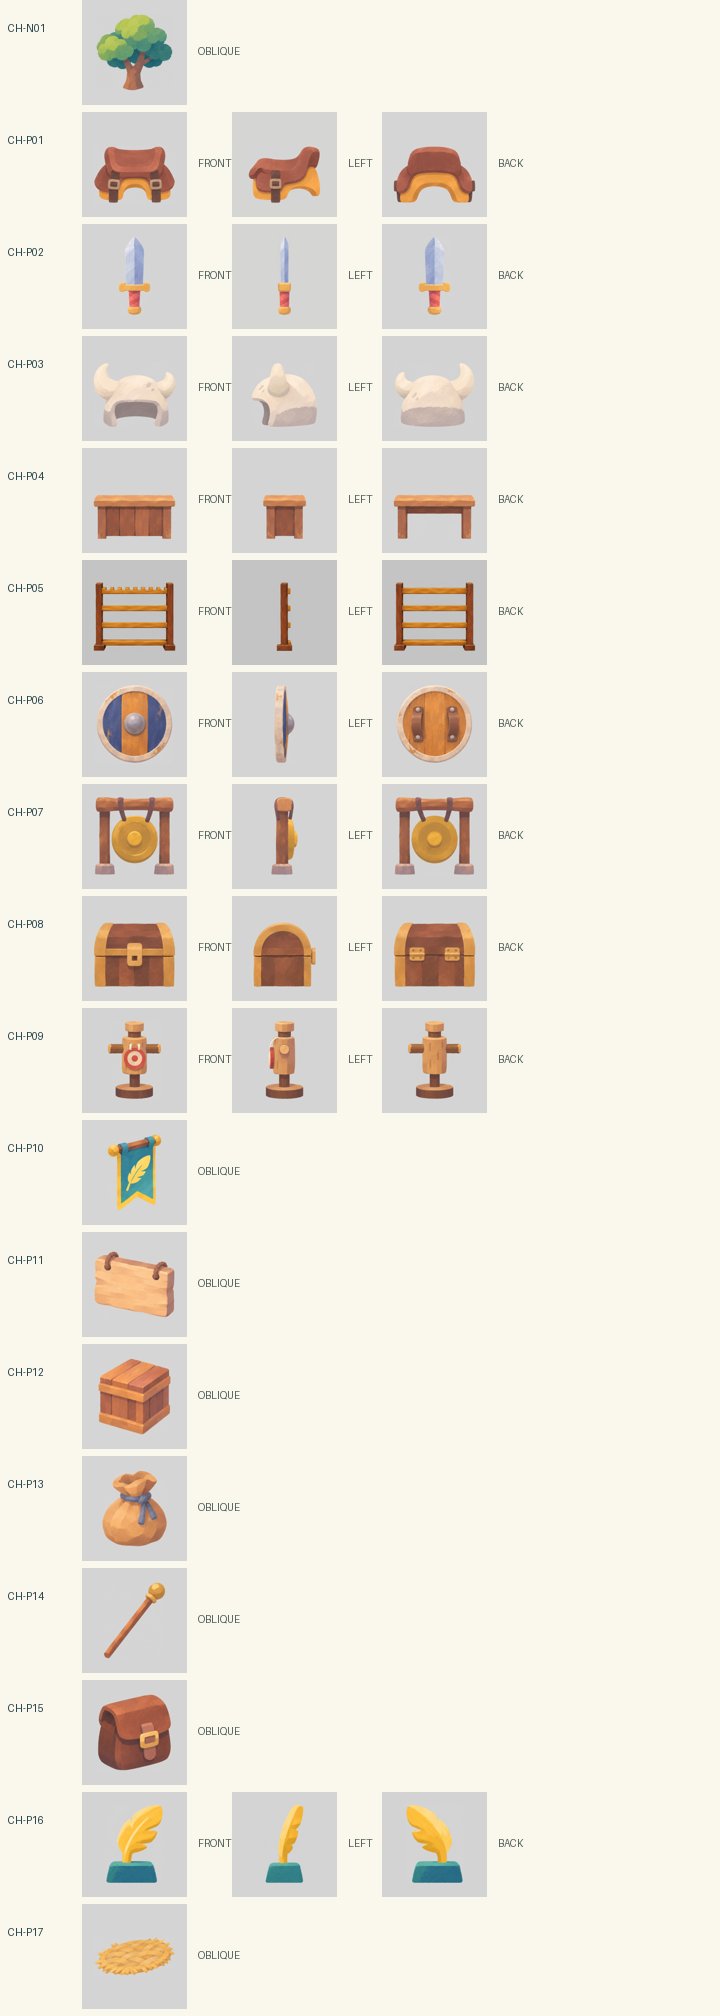 CH-N01
OBLIQUE
CH-P01
FRONT LEFT BACK
CH-P02
FRONT LEFT BACK
CH-P03
FRONT LEFT BACK
CH-P04
FRONT LEFT BACK
CH-P05
FRONT LEFT BACK
CH-P06
FRONT LEFT BACK
CH-P07
FRONT LEFT BACK
CH-P08
FRONT LEFT BACK
CH-P09
FRONT LEFT BACK
CH-P10
OBLIQUE
CH-P11
OBLIQUE
CH-P12
OBLIQUE
CH-P13
OBLIQUE
CH-P14
OBLIQUE
CH-P15
OBLIQUE
CH-P16
FRONT LEFT BACK
CH-P17
OBLIQUE